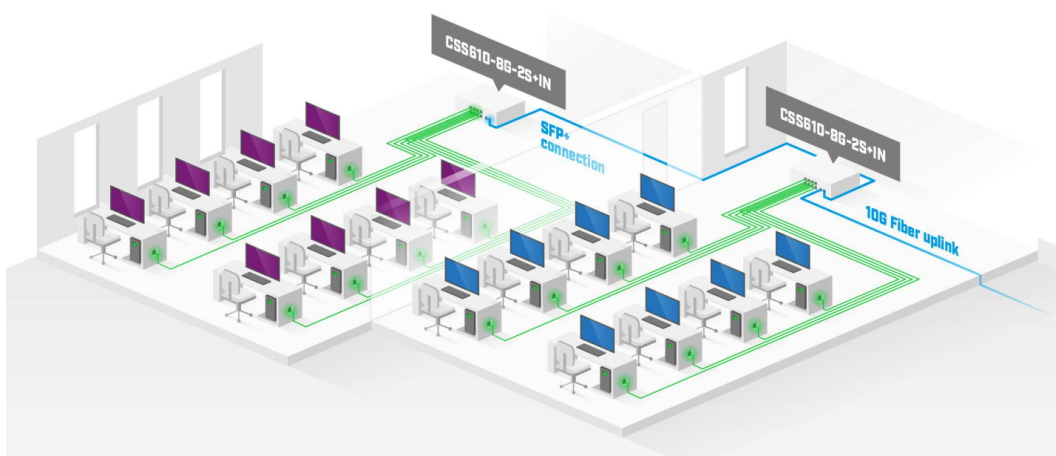 CSS610-8G-2S+IN
SFP+
connection
CSS610-8G-2S+IN
10G Fiber uplink